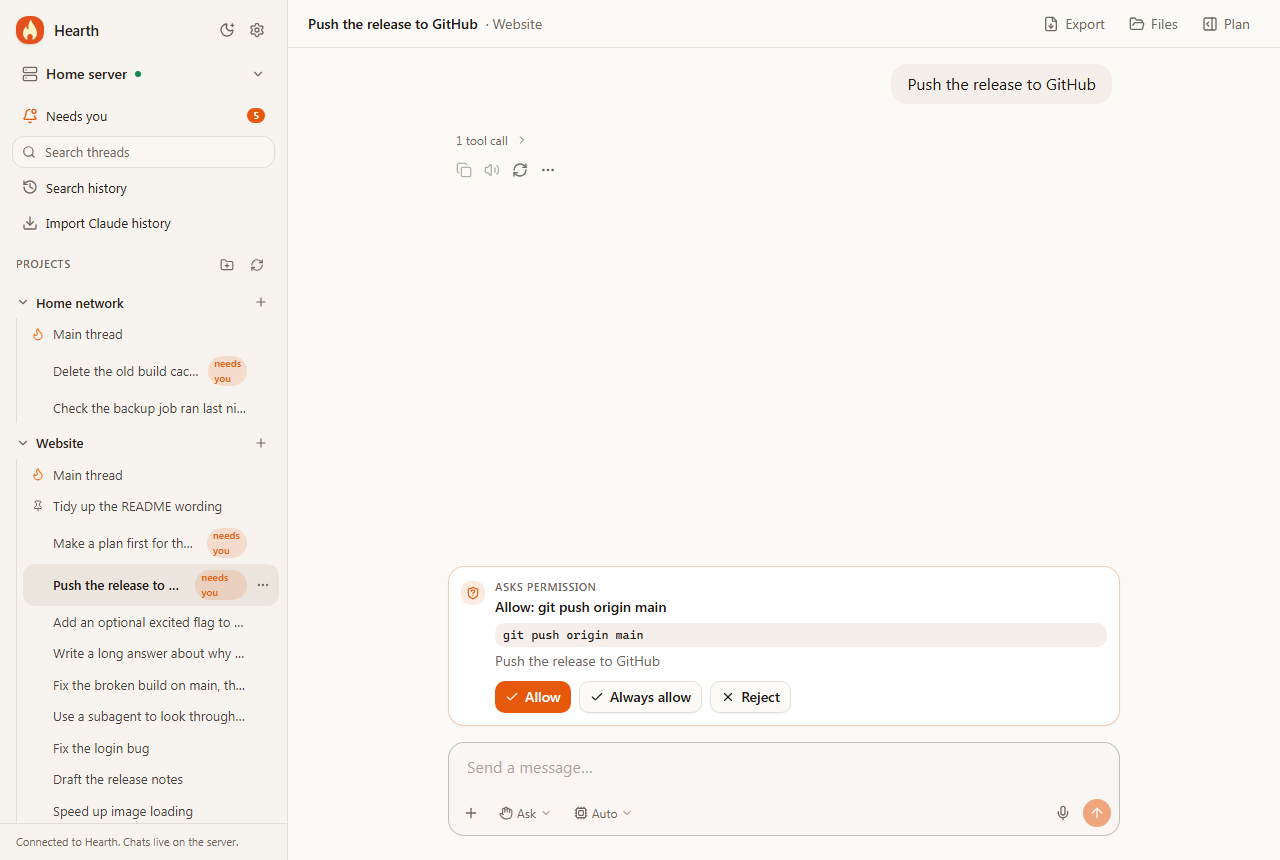 Hearth
Home server
Needs you
5
Search threads
Search history
Import Claude history
PROJECTS
Home network
Main thread
Delete the old build cac...
needs
you
Check the backup job ran last ni...
Website
Main thread
Tidy up the README wording
Make a plan first for th...
needs
you
Push the release to ...
needs
you
Add an optional excited flag to ...
Write a long answer about why ...
Fix the broken build on main, th...
Use a subagent to look through...
Fix the login bug
Draft the release notes
Speed up image loading
Connected to Hearth. Chats live on the server.
Push the release to GitHub · Website
Export
Files
Plan
Push the release to GitHub
1 tool call
ASKS PERMISSION
Allow: git push origin main
git push origin main
Push the release to GitHub
Allow
Always allow
Reject
Send a message...
Ask
Auto